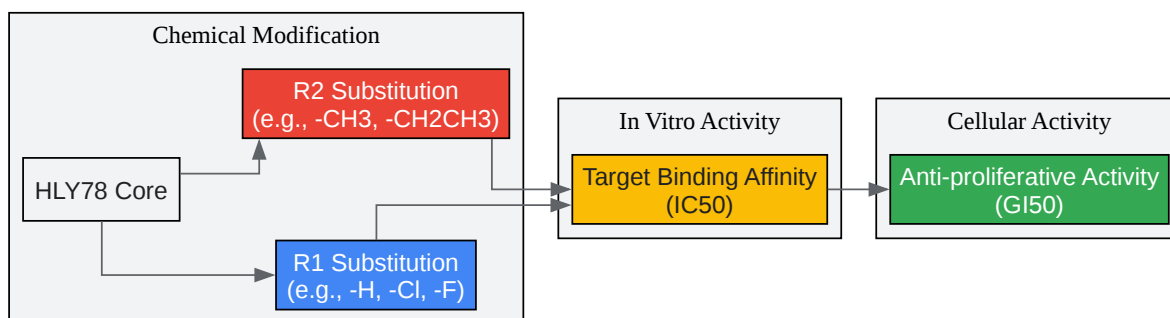 Chemical Modification
R2 Substitution
(e.g., -CH3, -CH2CH3)
HLY78 Core
R1 Substitution
(e.g., -H, -Cl, -F)
In Vitro Activity
Target Binding Affinity
(IC50)
Cellular Activity
Anti-proliferative Activity
(GI50)